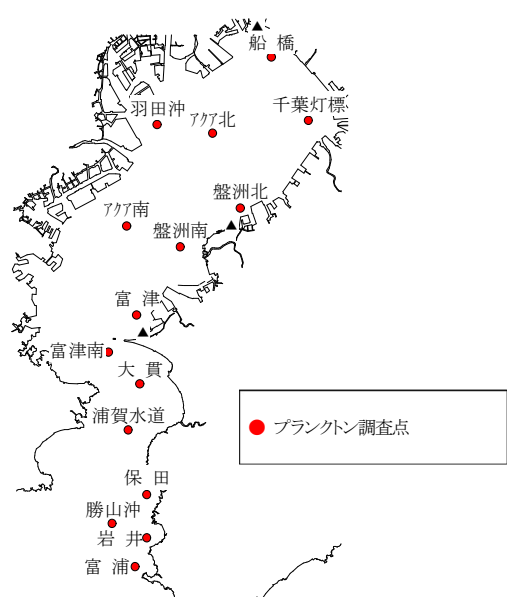 船 橋
千葉灯標
羽田沖
アクア北
盤洲北
アクア南
盤洲南
富 津
富津南
大 貫
浦賀水道
プランクトン調査点
保 田
勝山沖
岩 井
富 浦